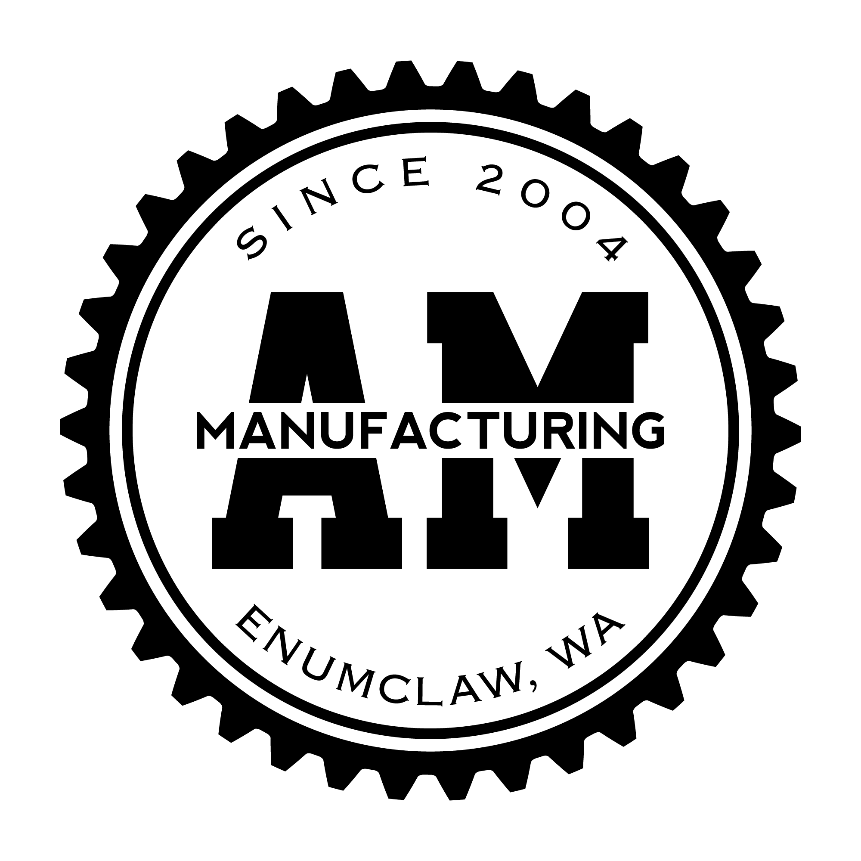 SINCE 2004
AM
MANUFACTURING
ENUMCLAW, WA